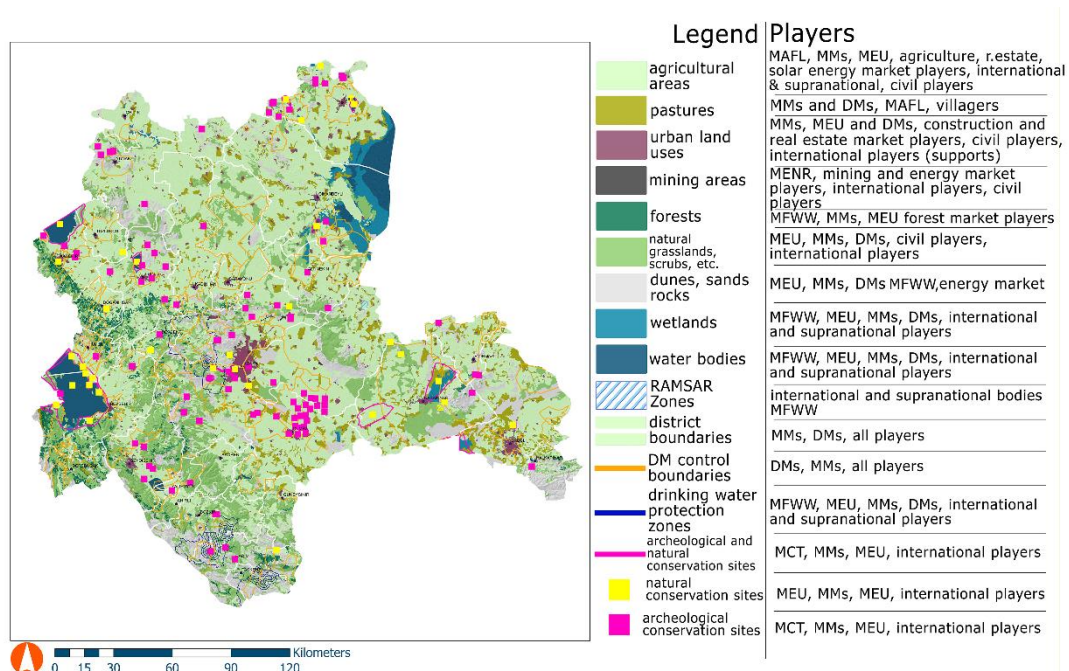 Legend Players
agricultural
areas
MAFL, MMs, MEU, agriculture, r.estate,
solar energy market players, international
& supranational, civil players
pastures
MMs and DMs, MAFL, villagers
urban land
uses
MMs, MEU and DMs, construction and
real estate market players, civil players,
international players (supports)
mining areas
MENR, mining and energy market
players, international players, civil
players
forests
MFWW, MMs, MEU forest market players
natural
grasslands,
scrubs, etc.
MEU, MMs, DMs, civil players,
international players
dunes, sands
rocks
MEU, MMs, DMs MFWW,energy market
wetlands
MFWW, MEU, MMs, DMs, international
and supranational players
water bodies
MFWW, MEU, MMs, DMs, international
and supranational players
RAMSAR
Zones
international and supranational bodies
MFWW
district
boundaries
MMs, DMs, all players
DM control
boundaries
DMs, MMs, all players
drinking water
protection
zones
MFWW, MEU, MMs, DMs, international
and supranational players
archeological and
natural
conservation sites
MCT, MMs, MEU, international players
natural
conservation sites
MEU, MMs, MEU, international players
archeological
conservation sites
MCT, MMs, MEU, international players
Kilometers
0 15 30 60 90 120